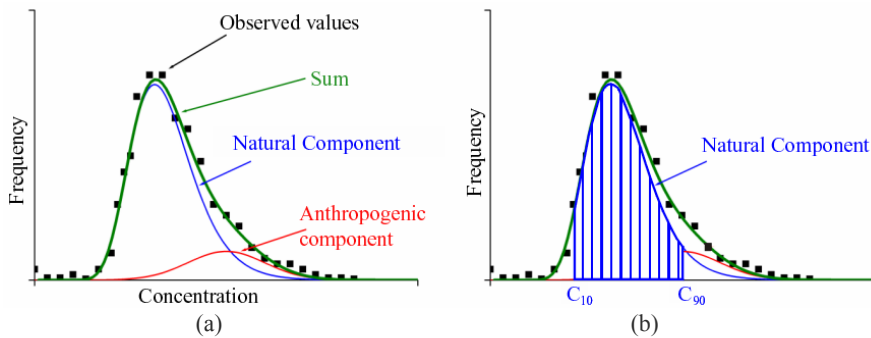 Observed values
Sum
Natural Component
Anthropogenic
component
Frequency
Concentration
(a)
Frequency
Natural Component
C10
C90
(b)